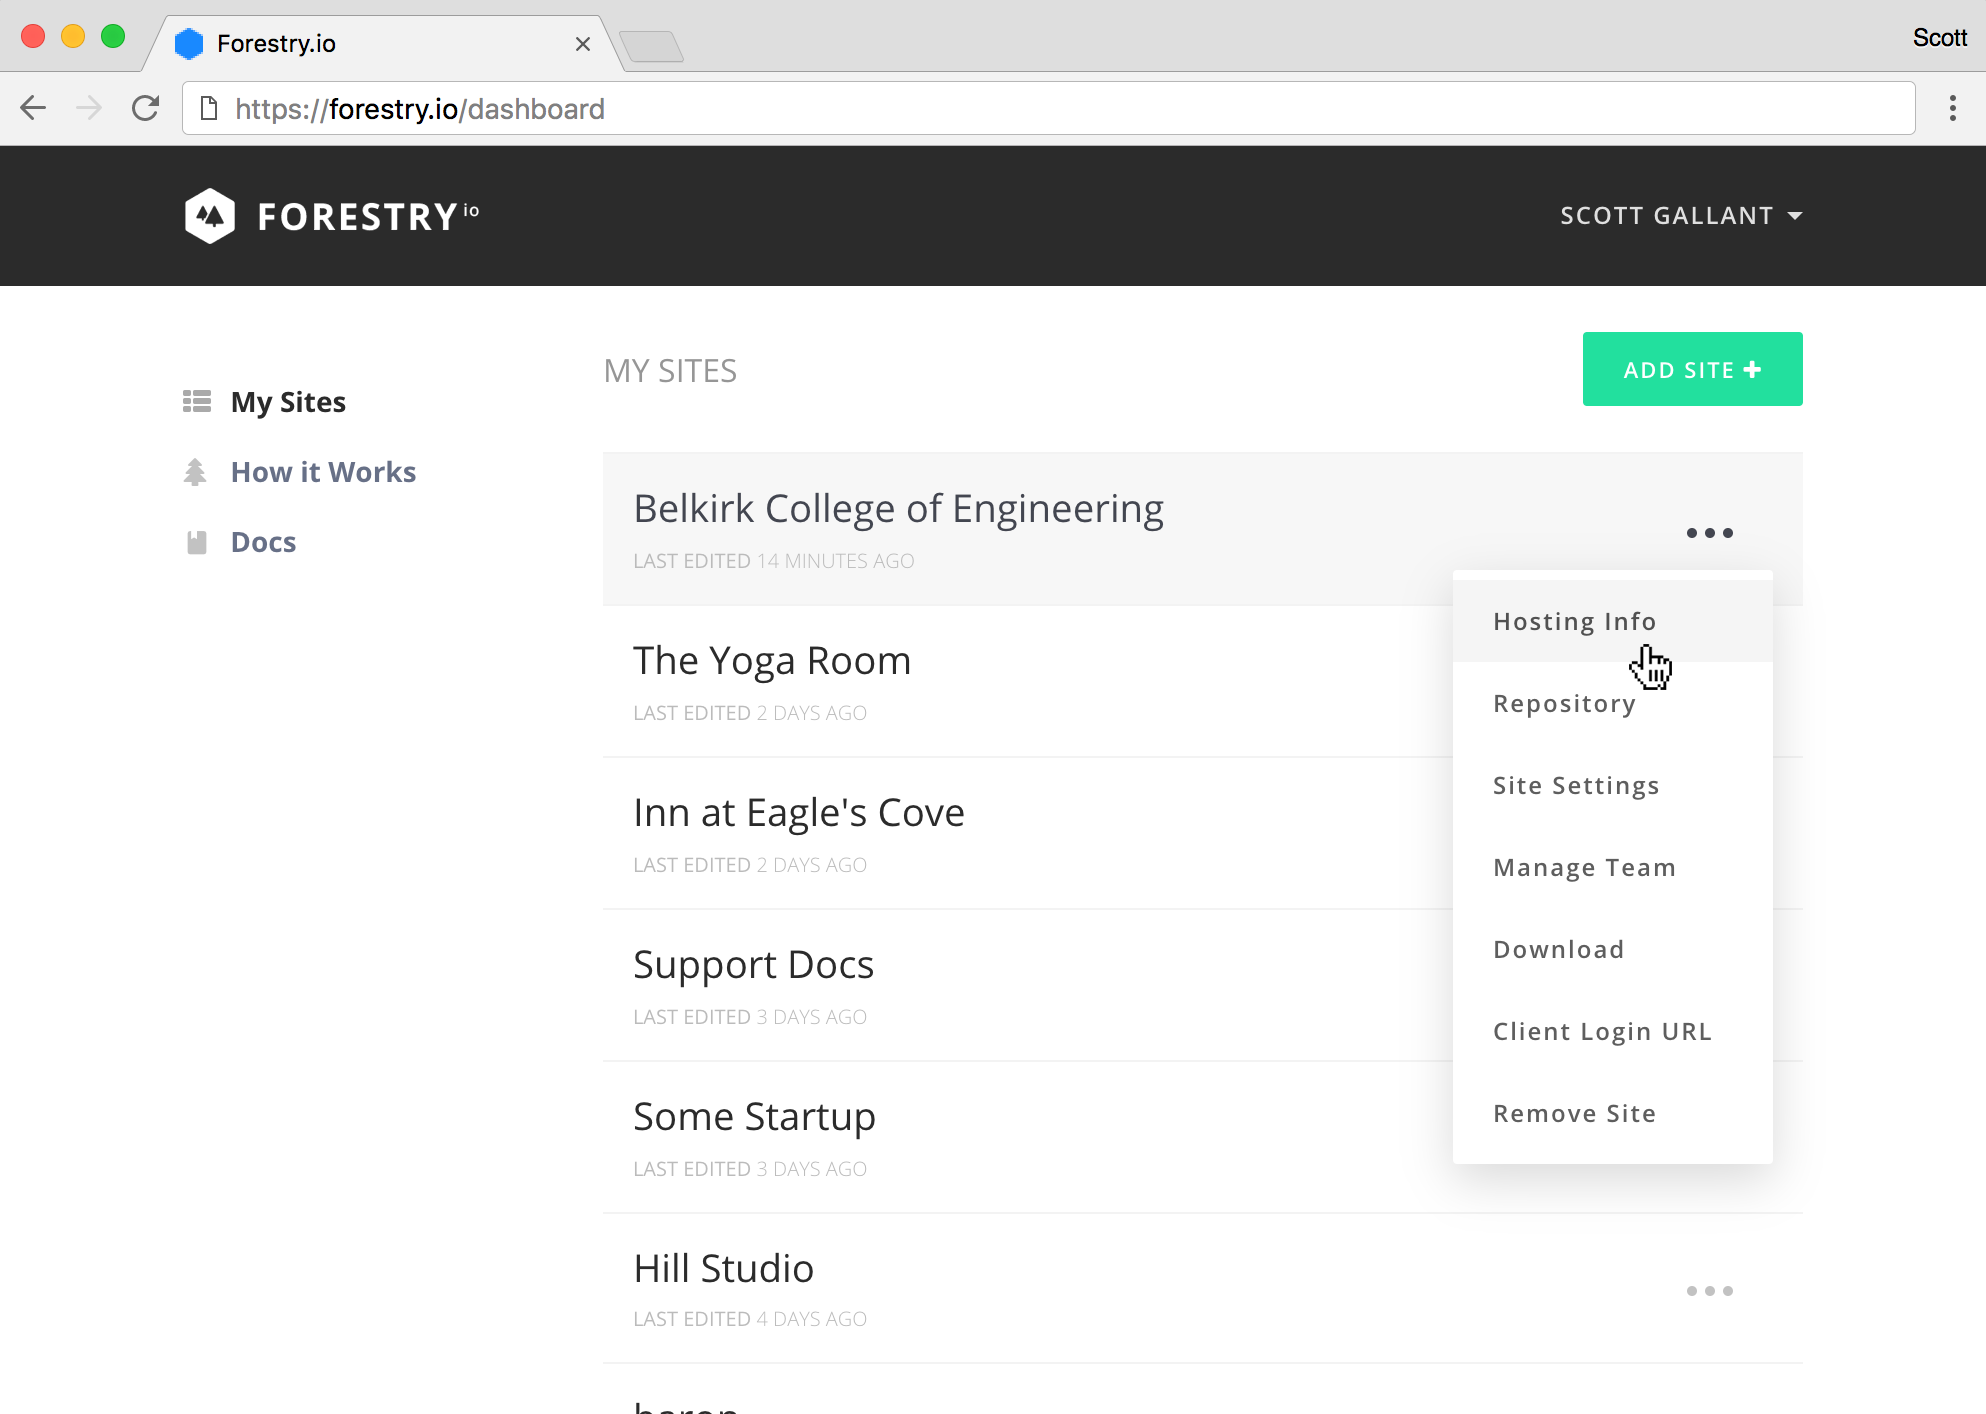 Forestry.io
Scott
https://forestry.io/dashboard
FORESTRY io
SCOTT GALLANT
My Sites
How it Works
Docs
MY SITES
ADD SITE +
Belkirk College of Engineering
LAST EDITED 14 MINUTES AGO
The Yoga Room
LAST EDITED 2 DAYS AGO
Inn at Eagle's Cove
LAST EDITED 2 DAYS AGO
Support Docs
LAST EDITED 3 DAYS AGO
Some Startup
LAST EDITED 3 DAYS AGO
Hill Studio
LAST EDITED 4 DAYS AGO
Hosting Info
Repository
Site Settings
Manage Team
Download
Client Login URL
Remove Site